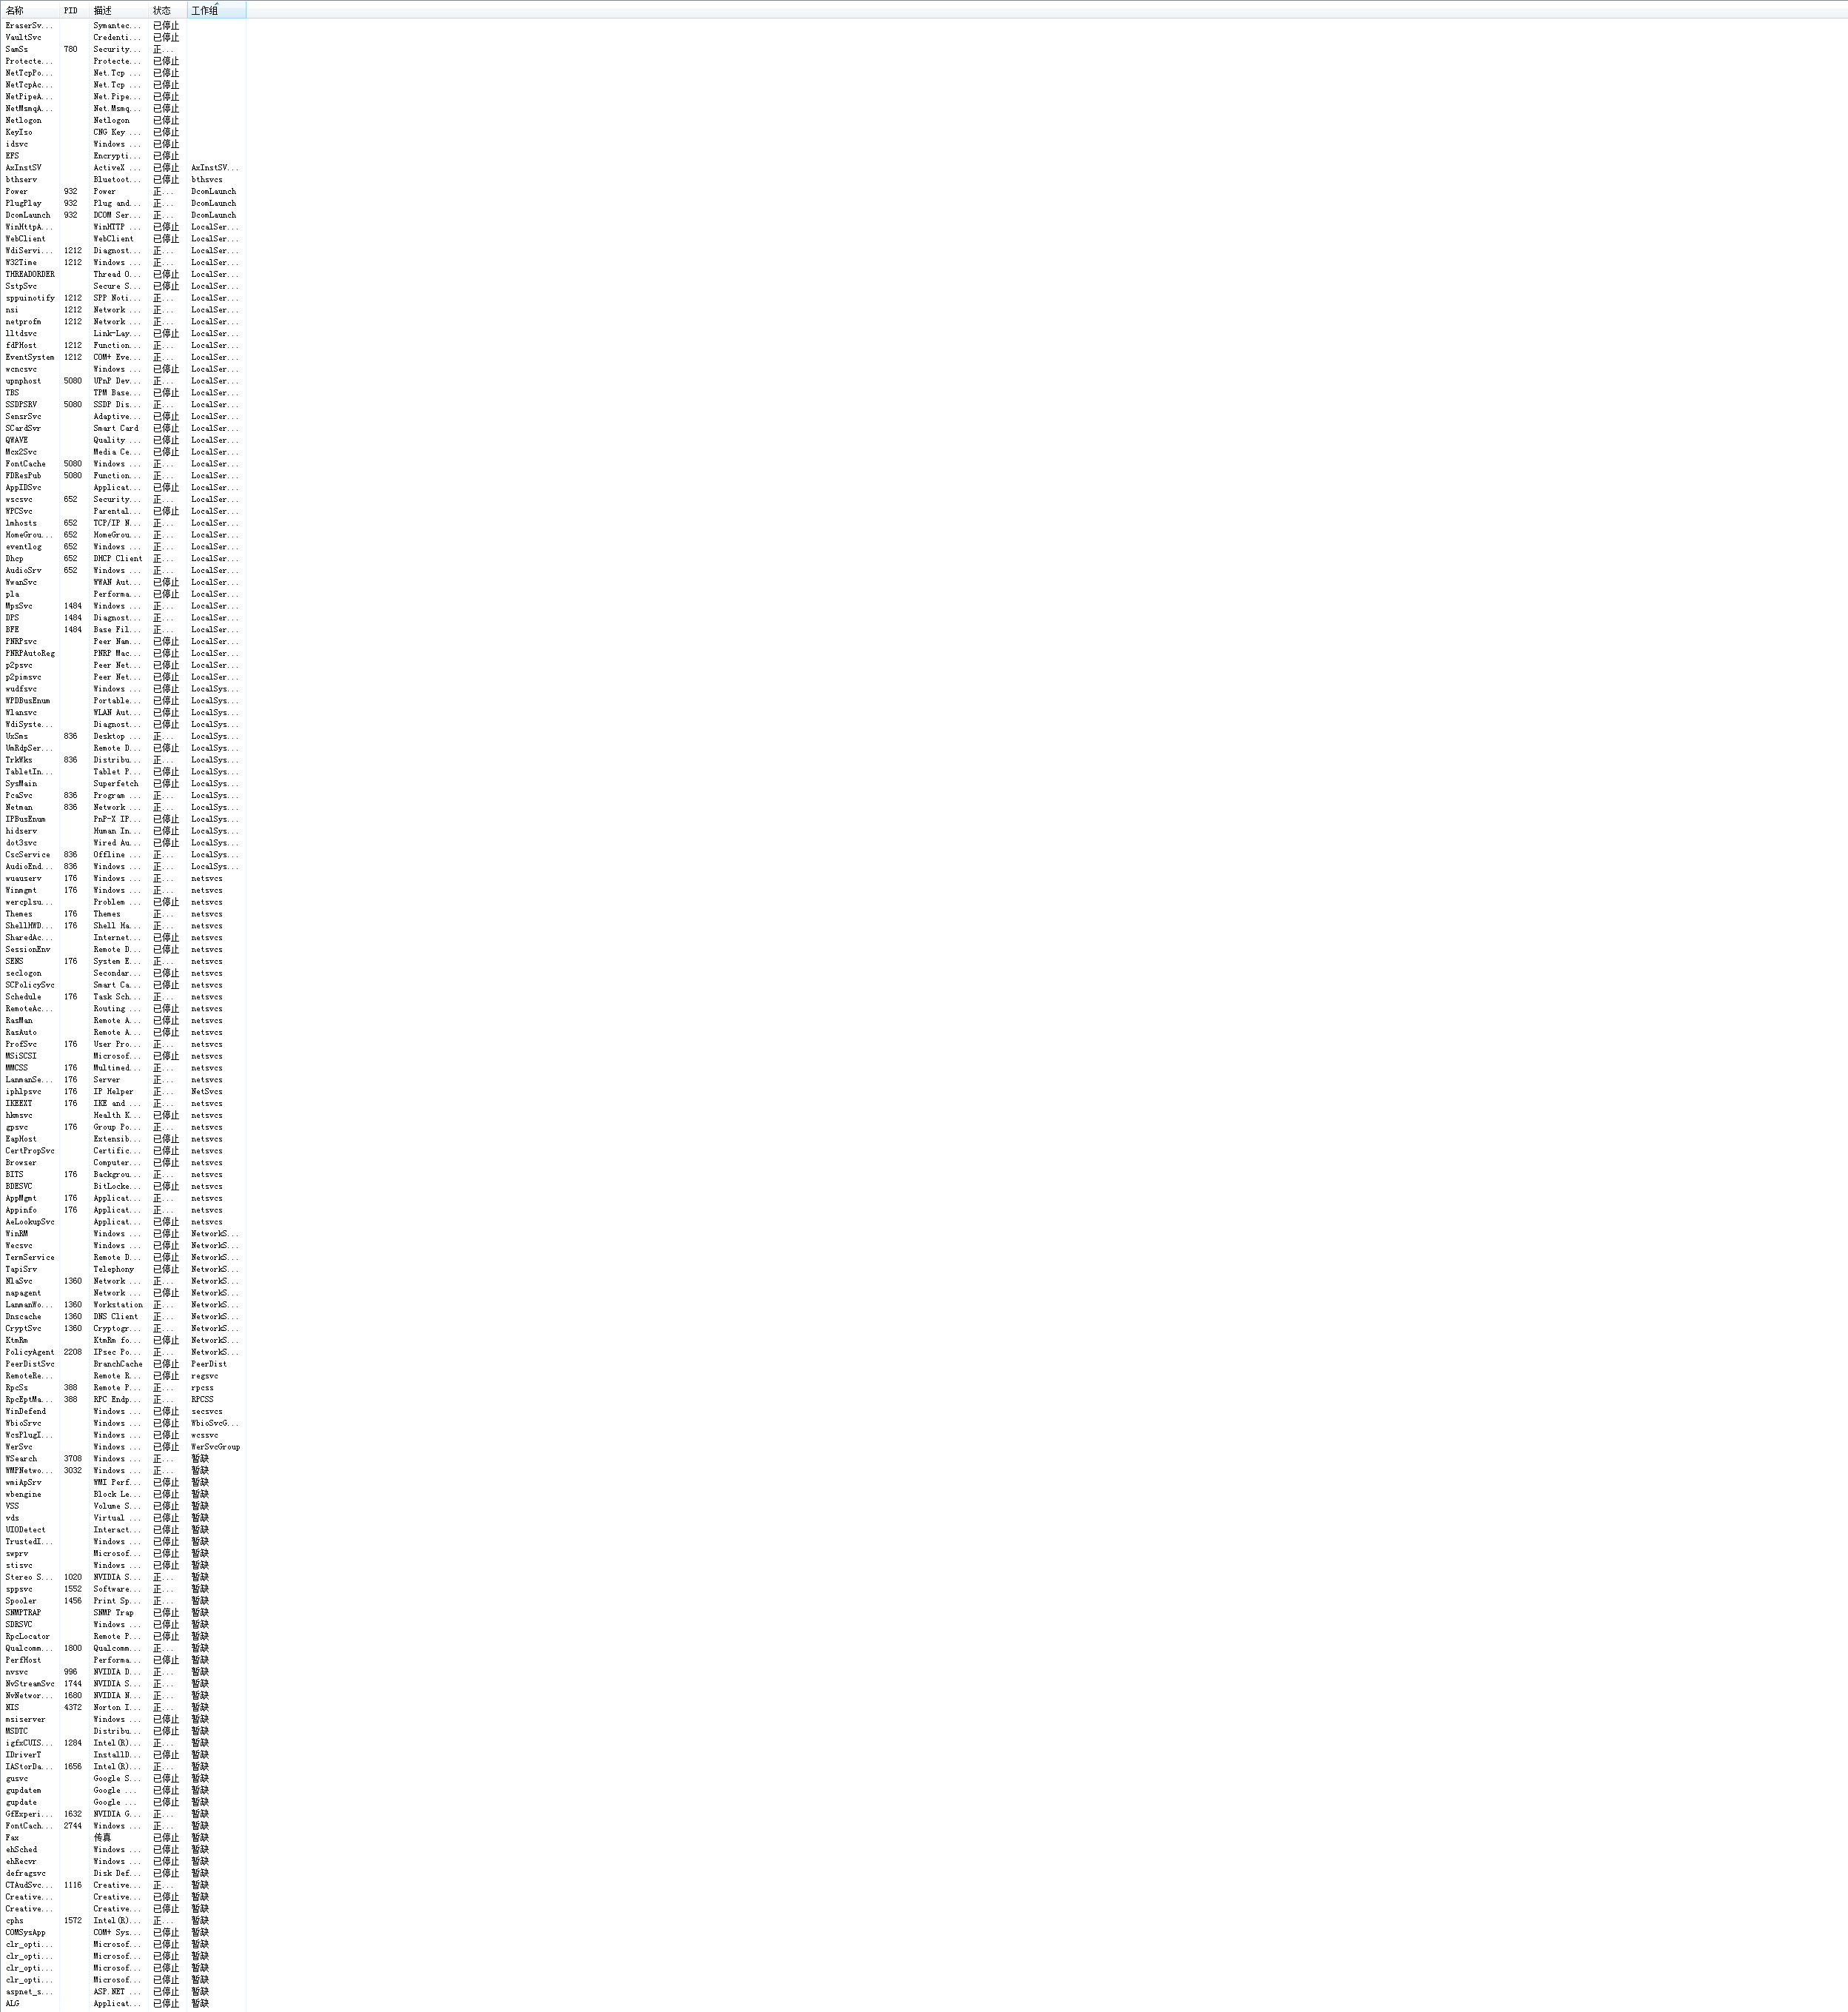 名称 PID 描述 状态 工作组
EraserSv... Symantec... 已停止
VaultSvc Credenti... 已停止
SamSs 780 Security... 正...
Protecte... Protecte... 已停止
NetTcpPo... Net.Tcp ... 已停止
NetTcpAc... Net.Tcp ... 已停止
NetPipeA... Net.Pipe... 已停止
NetMsmqA... Net.Msmq... 已停止
Netlogon Netlogon 已停止
KeyIso CNG Key ... 已停止
idsvc Windows ... 已停止
EFS Encrypti... 已停止
AxInstSV ActiveX ... 已停止 AxInstSV...
bthserv Bluetoot... 已停止 bthsvcs
Power 932 Power 正... DcomLaunch
PlugPlay 932 Plug and... 正... DcomLaunch
DcomLaunch 932 DCOM Ser... 正... DcomLaunch
WinHttpA... WinHTTP ... 已停止 LocalSer...
WebClient WebClient 已停止 LocalSer...
WdiServi... 1212 Diagnost... 正... LocalSer...
W32Time 1212 Windows ... 正... LocalSer...
THREADORDER Thread O... 已停止 LocalSer...
SstpSvc Secure S... 已停止 LocalSer...
sppuinotify 1212 SPP Noti... 正... LocalSer...
nsi 1212 Network ... 正... LocalSer...
netprofm 1212 Network ... 正... LocalSer...
lltdsvc Link-Lay... 已停止 LocalSer...
fdPHost 1212 Function... 正... LocalSer...
EventSystem 1212 COM+ Eve... 正... LocalSer...
wcncsvc Windows ... 已停止 LocalSer...
upnphost 5080 UPnP Dev... 正... LocalSer...
TBS TPM Base... 已停止 LocalSer...
SSDPSRV 5080 SSDP Dis... 正... LocalSer...
SensrSvc Adaptive... 已停止 LocalSer...
SCardSvr Smart Card 已停止 LocalSer...
QWAVE Quality ... 已停止 LocalSer...
Mcx2Svc Media Ce... 已停止 LocalSer...
FontCache 5080 Windows ... 正... LocalSer...
FDResPub 5080 Function... 正... LocalSer...
AppIDSvc Applicat... 已停止 LocalSer...
wscsvc 652 Security... 正... LocalSer...
WPCSvc Parental... 已停止 LocalSer...
lmhosts 652 TCP/IP N... 正... LocalSer...
HomeGrou... 652 HomeGrou... 正... LocalSer...
eventlog 652 Windows ... 正... LocalSer...
Dhcp 652 DHCP Client 正... LocalSer...
AudioSrv 652 Windows ... 正... LocalSer...
WwanSvc WWAN Aut... 已停止 LocalSer...
pla Performa... 已停止 LocalSer...
MpsSvc 1484 Windows ... 正... LocalSer...
DPS 1484 Diagnost... 正... LocalSer...
BFE 1484 Base Fil... 正... LocalSer...
PNRPsvc Peer Nam... 已停止 LocalSer...
PNRPAutoReg PNRP Mac... 已停止 LocalSer...
p2psvc Peer Net... 已停止 LocalSer...
p2pimsvc Peer Net... 已停止 LocalSer...
wudfsvc Windows ... 已停止 LocalSys...
WPDBusEnum Portable... 已停止 LocalSys...
Wlansvc WLAN Aut... 已停止 LocalSys...
WdiSyste... Diagnost... 已停止 LocalSys...
UxSms 836 Desktop ... 正... LocalSys...
UmRdpSer... Remote D... 已停止 LocalSys...
TrkWks 836 Distribu... 正... LocalSys...
TabletIn... Tablet P... 已停止 LocalSys...
SysMain Superfetch 已停止 LocalSys...
PcaSvc 836 Program ... 正... LocalSys...
Netman 836 Network ... 正... LocalSys...
IPBusEnum PnP-X IP... 已停止 LocalSys...
hidserv Human In... 已停止 LocalSys...
dot3svc Wired Au... 已停止 LocalSys...
CscService 836 Offline ... 正... LocalSys...
AudioEnd... 836 Windows ... 正... LocalSys...
wuauserv 176 Windows ... 正... netsvcs
Winmgmt 176 Windows ... 正... netsvcs
wercplsu... Problem ... 已停止 netsvcs
Themes 176 Themes 正... netsvcs
ShellHWD... 176 Shell Ha... 正... netsvcs
SharedAc... Internet... 已停止 netsvcs
SessionEnv Remote D... 已停止 netsvcs
SENS 176 System E... 正... netsvcs
seclogon Secondar... 已停止 netsvcs
SCPolicySvc Smart Ca... 已停止 netsvcs
Schedule 176 Task Sch... 正... netsvcs
RemoteAc... Routing ... 已停止 netsvcs
RasMan Remote A... 已停止 netsvcs
RasAuto Remote A... 已停止 netsvcs
ProfSvc 176 User Pro... 正... netsvcs
MSiSCSI Microsof... 已停止 netsvcs
MMCSS 176 Multimed... 正... netsvcs
LanmanSe... 176 Server 正... netsvcs
iphlpsvc 176 IP Helper 正... NetSvcs
IKEEXT 176 IKE and ... 正... netsvcs
hkmsvc Health K... 已停止 netsvcs
gpsvc 176 Group Po... 正... netsvcs
EapHost Extensib... 已停止 netsvcs
CertPropSvc Certific... 已停止 netsvcs
Browser Computer... 已停止 netsvcs
BITS 176 Backgrou... 正... netsvcs
BDESVC BitLocke... 已停止 netsvcs
AppMgmt 176 Applicat... 正... netsvcs
Appinfo 176 Applicat... 正... netsvcs
AeLookupSvc Applicat... 已停止 netsvcs
WinRM Windows ... 已停止 NetworkS...
Wecsvc Windows ... 已停止 NetworkS...
TermService Remote D... 已停止 NetworkS...
TapiSrv Telephony 已停止 NetworkS...
NlaSvc 1360 Network ... 正... NetworkS...
napagent Network ... 已停止 NetworkS...
LanmanWo... 1360 Workstation 正... NetworkS...
Dnscache 1360 DNS Client 正... NetworkS...
CryptSvc 1360 Cryptogr... 正... NetworkS...
KtmRm KtmRm fo... 已停止 NetworkS...
PolicyAgent 2208 IPsec Po... 正... NetworkS...
PeerDistSvc BranchCache 已停止 PeerDist
RemoteRe... Remote R... 已停止 regsvc
RpcSs 388 Remote P... 正... rpcss
RpcEptMa... 388 RPC Endp... 正... RPCSS
WinDefend Windows ... 已停止 secsvcs
WbioSrvc Windows ... 已停止 WbioSvcG...
WcsPlugI... Windows ... 已停止 wcssvc
WerSvc Windows ... 已停止 WerSvcGroup
WSearch 3708 Windows ... 正... 暂缺
WMPNetwo... 3032 Windows ... 正... 暂缺
wmiApSrv WMI Perf... 已停止 暂缺
wbengine Block Le... 已停止 暂缺
VSS Volume S... 已停止 暂缺
vds Virtual ... 已停止 暂缺
UI0Detect Interact... 已停止 暂缺
TrustedI... Windows ... 已停止 暂缺
swprv Microsof... 已停止 暂缺
stisvc Windows ... 已停止 暂缺
Stereo S... 1020 NVIDIA S... 正... 暂缺
sppsvc 1552 Software... 正... 暂缺
Spooler 1456 Print Sp... 正... 暂缺
SNMPTRAP SNMP Trap 已停止 暂缺
SDRSVC Windows ... 已停止 暂缺
RpcLocator Remote P... 已停止 暂缺
Qualcomm... 1800 Qualcomm... 正... 暂缺
PerfHost Performa... 已停止 暂缺
nvsvc 996 NVIDIA D... 正... 暂缺
NvStreamSvc 1744 NVIDIA S... 正... 暂缺
NvNetwor... 1680 NVIDIA N... 正... 暂缺
NIS 4372 Norton I... 正... 暂缺
msiserver Windows ... 已停止 暂缺
MSDTC Distribu... 已停止 暂缺
igfxCUIS... 1284 Intel(R)... 正... 暂缺
IDriverT InstallD... 已停止 暂缺
IAStorDa... 1656 Intel(R)... 正... 暂缺
gusvc Google S... 已停止 暂缺
gupdatem Google ... 已停止 暂缺
gupdate Google ... 已停止 暂缺
GfExperi... 1632 NVIDIA G... 正... 暂缺
FontCach... 2744 Windows ... 正... 暂缺
Fax 传真 已停止 暂缺
ehSched Windows ... 已停止 暂缺
ehRecvr Windows ... 已停止 暂缺
defragsvc Disk Def... 已停止 暂缺
CTAudSvc... 1116 Creative... 正... 暂缺
Creative... Creative... 已停止 暂缺
Creative... Creative... 已停止 暂缺
cphs 1572 Intel(R)... 正... 暂缺
COMSysApp COM+ Sys... 已停止 暂缺
clr_opti... Microsof... 已停止 暂缺
clr_opti... Microsof... 已停止 暂缺
clr_opti... Microsof... 已停止 暂缺
clr_opti... Microsof... 已停止 暂缺
aspnet_s... ASP.NET ... 已停止 暂缺
ALG Applicat... 已停止 暂缺